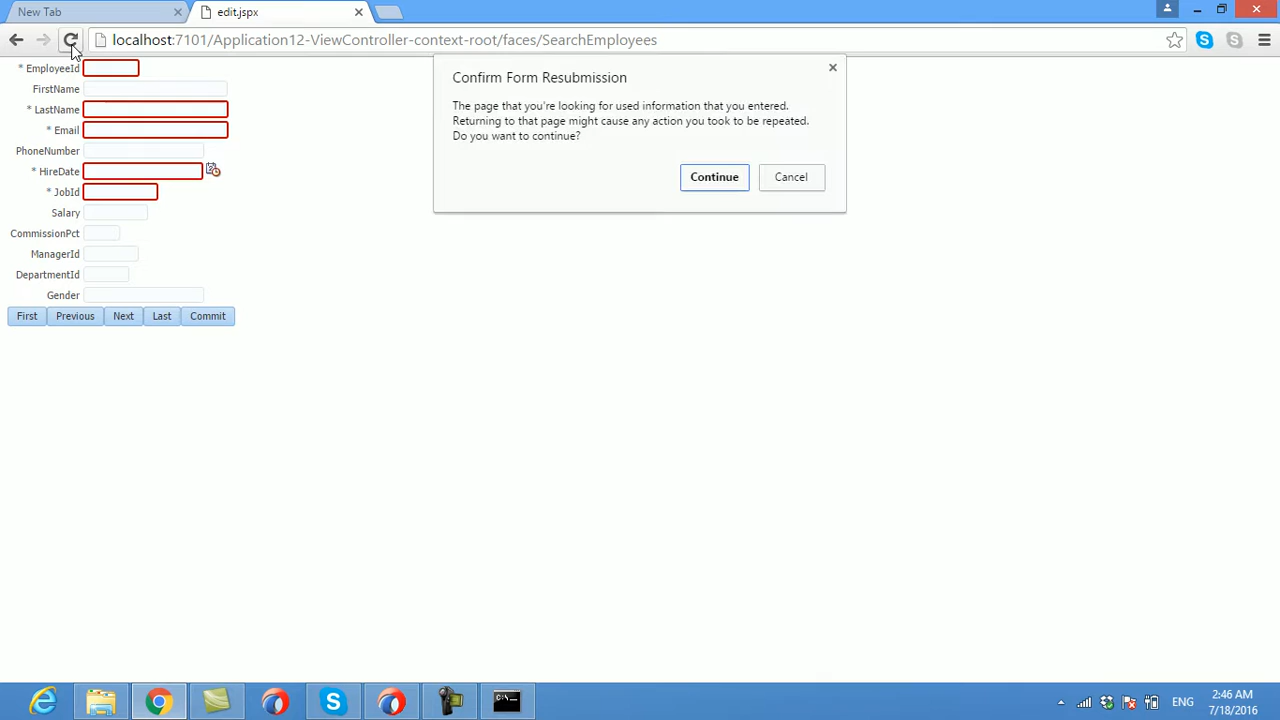 New Tab
edit.jspx
localhost:7101/Application12-ViewController-context-root/faces/SearchEmployees
* EmployeeId
FirstName
* LastName
* Email
PhoneNumber
* HireDate
* JobId
Salary
CommissionPct
ManagerId
DepartmentId
Gender
First Previous Next Last Commit
Confirm Form Resubmission
The page that you're looking for used information that you entered.
Returning to that page might cause any action you took to be repeated.
Do you want to continue?
Continue Cancel
ENG
2:46 AM
7/18/2016